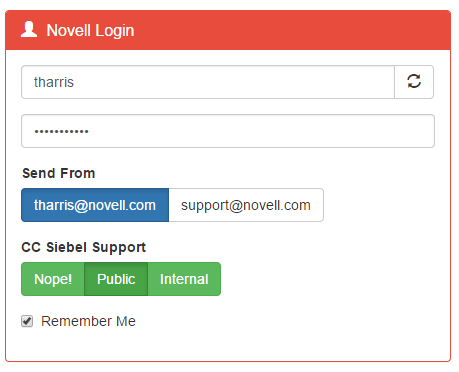 Novell Login
tharris
•••••••••••
Send From
tharris@novell.com support@novell.com
CC Siebel Support
Nope! Public Internal
Remember Me